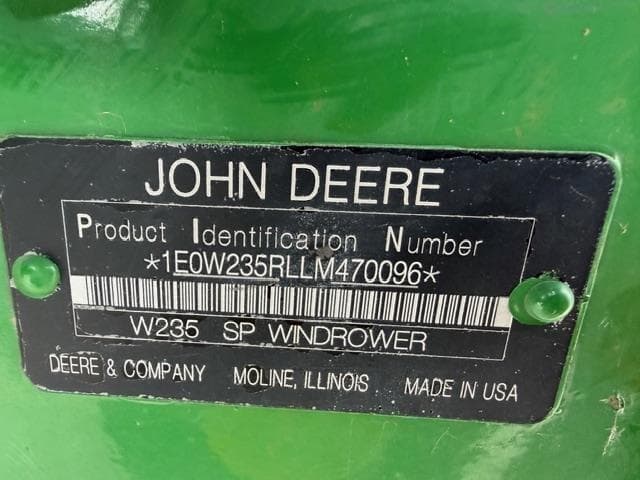 JOHN DEERE
Product Identification Number
*1E0W235RLLM470096*
W235 SP WINDROWER
DEERE & COMPANY MOLINE, ILLINOIS MADE IN USA